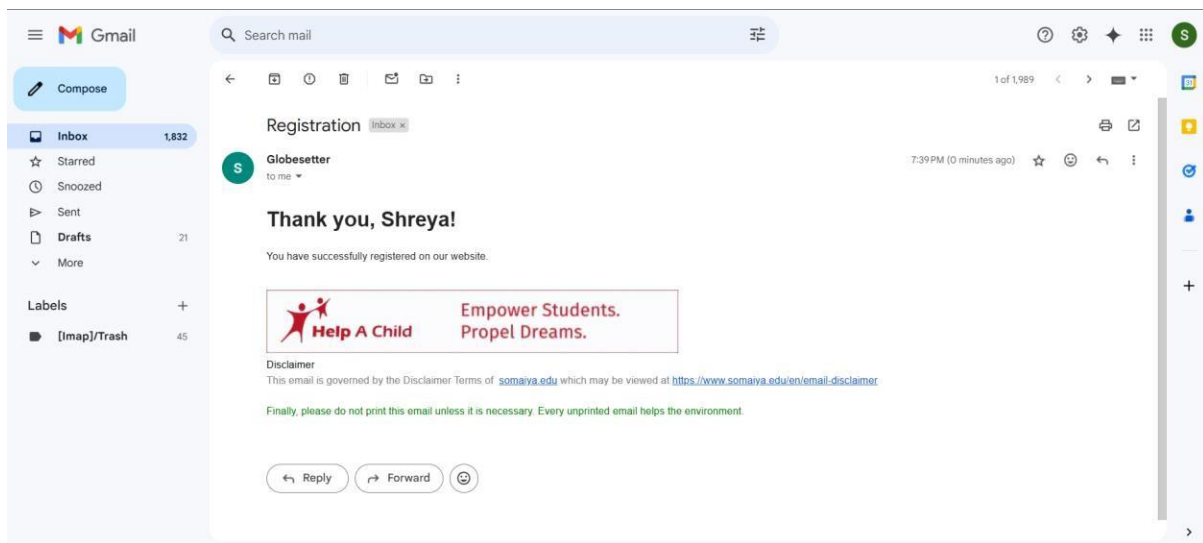 Gmail
Search mail
S
Compose
1 of 1,989
31
Inbox 1,832
Starred
Snoozed
Sent
Drafts 21
More
Labels
[Imap]/Trash 45
Registration Inbox x
S
Globesetter 7:39 PM (0 minutes ago)
to me
Thank you, Shreya!
You have successfully registered on our website.
Help A Child
Empower Students.
Propel Dreams.
Disclaimer
This email is governed by the Disclaimer Terms of somaiya.edu which may be viewed at https://www.somaiya.edu/en/email-disclaimer
Finally, please do not print this email unless it is necessary. Every unprinted email helps the environment.
Reply Forward